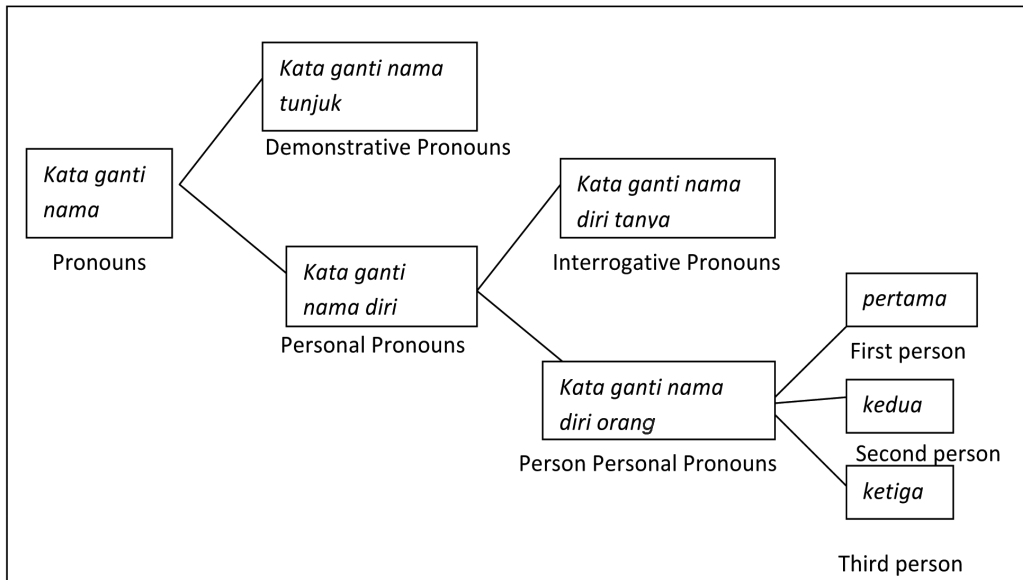 Kata ganti nama
tunjuk
Demonstrative Pronouns
Kata ganti
nama
Pronouns
Kata ganti nama
diri tanya
Interrogative Pronouns
Kata ganti
nama diri
Personal Pronouns
pertama
First person
Kata ganti nama
diri orang
Person Personal Pronouns
kedua
Second person
ketiga
Third person